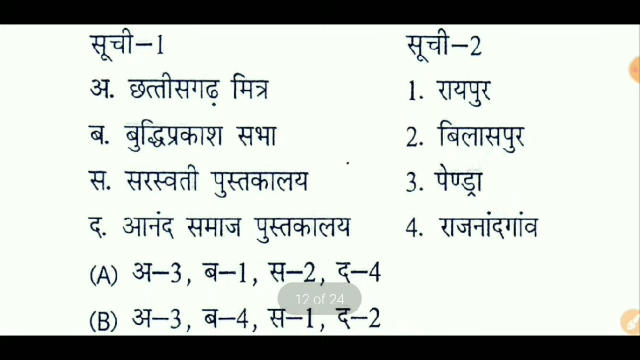 सूची–1 सूची–2
अ. छत्तीसगढ़ मित्र 1. रायपुर
ब. बुद्धिप्रकाश सभा 2. बिलासपुर
स. सरस्वती पुस्तकालय 3. पेण्ड्रा
द. आनंद समाज पुस्तकालय 4. राजनांदगांव
(A) अ–3, ब–1, स–2, द–4
12 of 24
(B) अ–3, ब–4, स–1, द–2